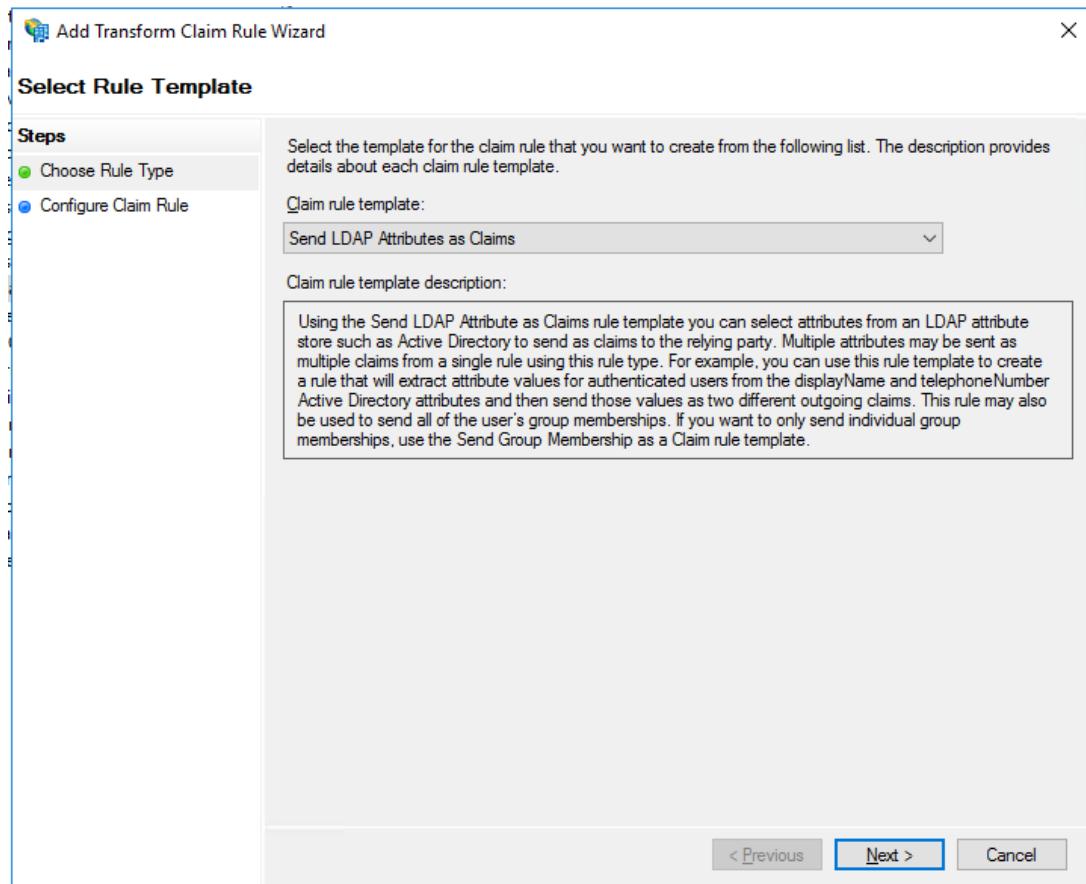 Add Transform Claim Rule Wizard
Select Rule Template
Steps
Choose Rule Type
Configure Claim Rule
Select the template for the claim rule that you want to create from the following list. The description provides
details about each claim rule template.
Claim rule template:
Send LDAP Attributes as Claims
Claim rule template description:
Using the Send LDAP Attribute as Claims rule template you can select attributes from an LDAP attribute
store such as Active Directory to send as claims to the relying party. Multiple attributes may be sent as
multiple claims from a single rule using this rule type. For example, you can use this rule template to create
a rule that will extract attribute values for authenticated users from the displayName and telephoneNumber
Active Directory attributes and then send those values as two different outgoing claims. This rule may also
be used to send all of the user's group memberships. If you want to only send individual group
memberships, use the Send Group Membership as a Claim rule template.
< Previous
Next >
Cancel